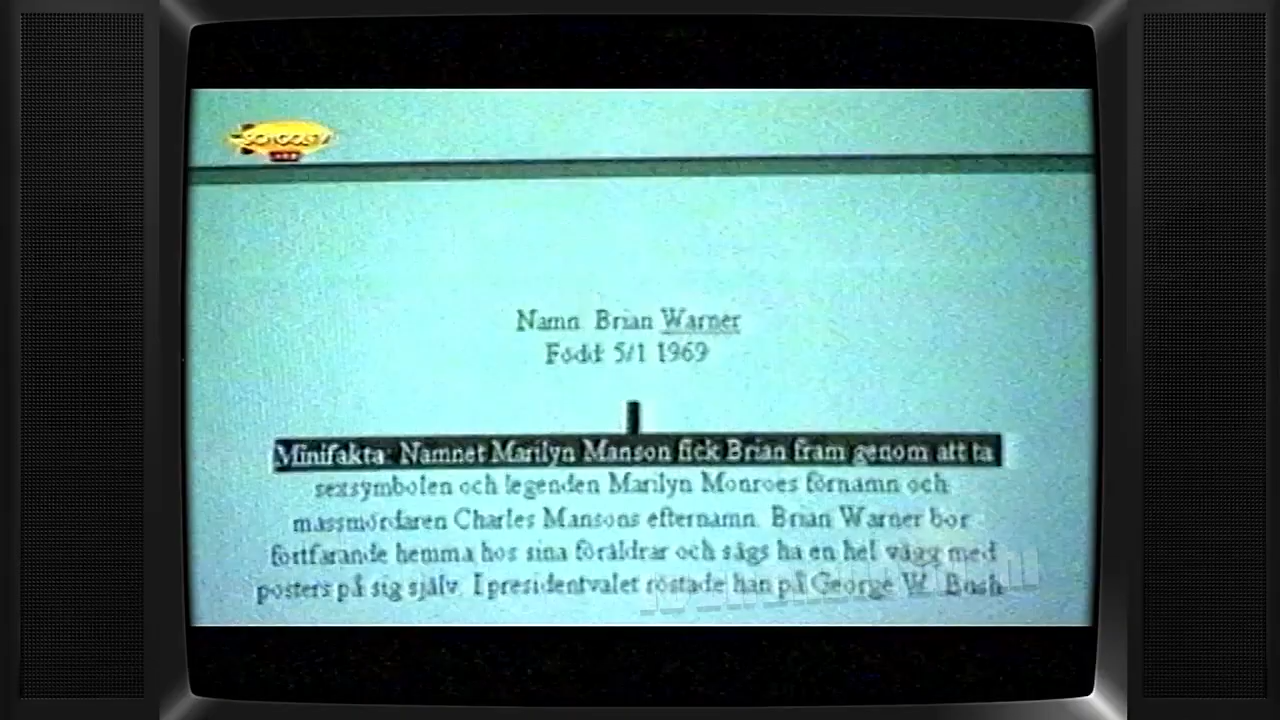 Namn: Brian Warner
Född: 5/1 1969
Minifakta: Namnet Marilyn Manson fick Brian fram genom att ta
sexsymbolen och legenden Marilyn Monroes förnamn och
massmördaren Charles Mansons efternamn. Brian Warner bor
fortfarande hemma hos sina föräldrar och sägs ha en hel vägg med
posters på sig själv. I presidentvalet röstade han på George W. Bush